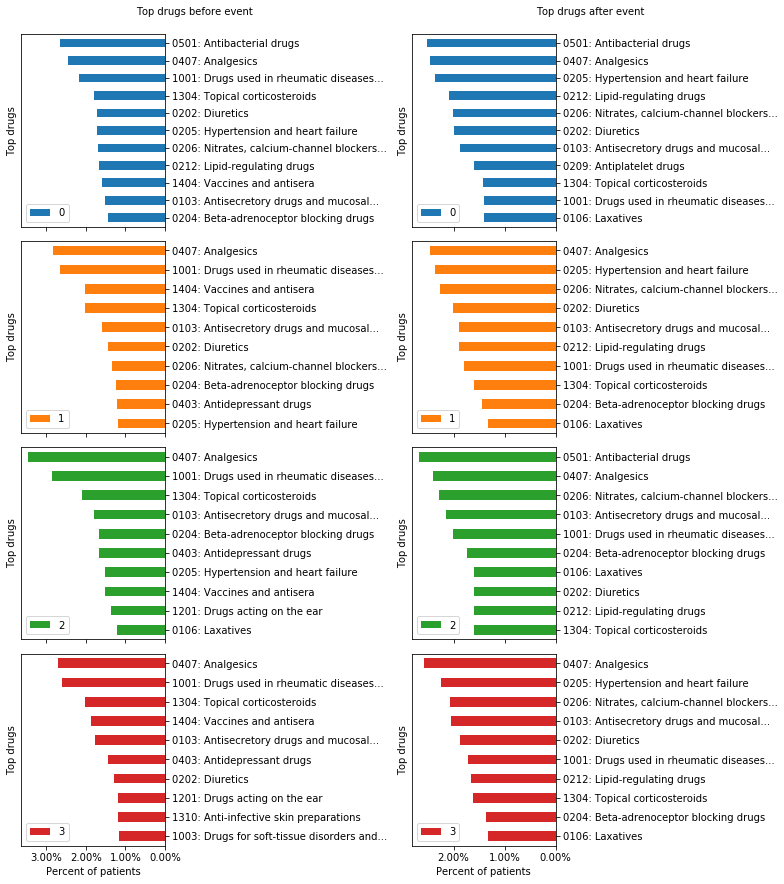 Top drugs before event
Top drugs
0501: Antibacterial drugs
0407: Analgesics
1001: Drugs used in rheumatic diseases...
1304: Topical corticosteroids
0202: Diuretics
0205: Hypertension and heart failure
0206: Nitrates, calcium-channel blockers...
0212: Lipid-regulating drugs
1404: Vaccines and antisera
0103: Antisecretory drugs and mucosal...
0204: Beta-adrenoceptor blocking drugs
0
Top drugs
0407: Analgesics
1001: Drugs used in rheumatic diseases...
1404: Vaccines and antisera
1304: Topical corticosteroids
0103: Antisecretory drugs and mucosal...
0202: Diuretics
0206: Nitrates, calcium-channel blockers...
0204: Beta-adrenoceptor blocking drugs
0403: Antidepressant drugs
0205: Hypertension and heart failure
1
Top drugs
0407: Analgesics
1001: Drugs used in rheumatic diseases...
1304: Topical corticosteroids
0103: Antisecretory drugs and mucosal...
0204: Beta-adrenoceptor blocking drugs
0403: Antidepressant drugs
0205: Hypertension and heart failure
1404: Vaccines and antisera
1201: Drugs acting on the ear
0106: Laxatives
2
Top drugs
0407: Analgesics
1001: Drugs used in rheumatic diseases...
1304: Topical corticosteroids
1404: Vaccines and antisera
0103: Antisecretory drugs and mucosal...
0403: Antidepressant drugs
0202: Diuretics
1201: Drugs acting on the ear
1310: Anti-infective skin preparations
1003: Drugs for soft-tissue disorders and...
3
3.00% 2.00% 1.00% 0.00%
Percent of patients
Top drugs after event
Top drugs
0501: Antibacterial drugs
0407: Analgesics
0205: Hypertension and heart failure
0212: Lipid-regulating drugs
0206: Nitrates, calcium-channel blockers...
0202: Diuretics
0103: Antisecretory drugs and mucosal...
0209: Antiplatelet drugs
1304: Topical corticosteroids
1001: Drugs used in rheumatic diseases...
0106: Laxatives
0
Top drugs
0407: Analgesics
0205: Hypertension and heart failure
0206: Nitrates, calcium-channel blockers...
0202: Diuretics
0103: Antisecretory drugs and mucosal...
0212: Lipid-regulating drugs
1001: Drugs used in rheumatic diseases...
1304: Topical corticosteroids
0204: Beta-adrenoceptor blocking drugs
0106: Laxatives
1
Top drugs
0501: Antibacterial drugs
0407: Analgesics
0206: Nitrates, calcium-channel blockers...
0103: Antisecretory drugs and mucosal...
1001: Drugs used in rheumatic diseases...
0204: Beta-adrenoceptor blocking drugs
0106: Laxatives
0202: Diuretics
0212: Lipid-regulating drugs
1304: Topical corticosteroids
2
Top drugs
0407: Analgesics
0205: Hypertension and heart failure
0206: Nitrates, calcium-channel blockers...
0103: Antisecretory drugs and mucosal...
0202: Diuretics
1001: Drugs used in rheumatic diseases...
0212: Lipid-regulating drugs
1304: Topical corticosteroids
0204: Beta-adrenoceptor blocking drugs
0106: Laxatives
3
2.00% 1.00% 0.00%
Percent of patients